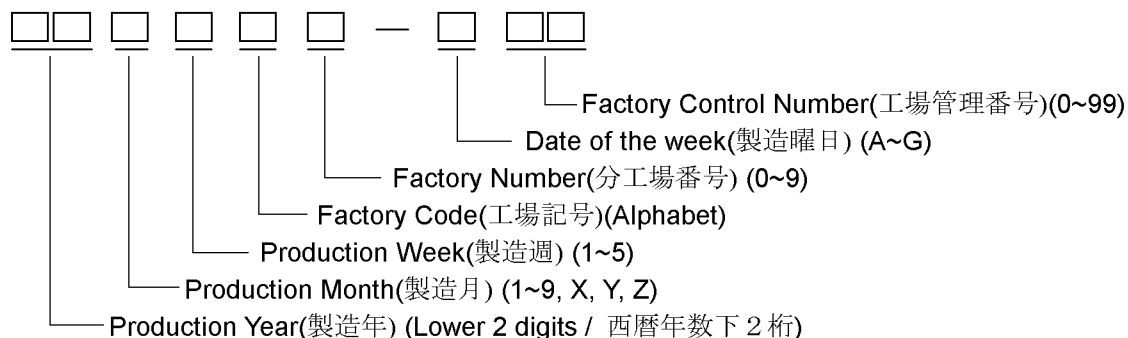 Factory Control Number(工場管理番号)(0~99)
Date of the week(製造曜日) (A~G)
Factory Number(分工場番号) (0~9)
Factory Code(工場記号)(Alphabet)
Production Week(製造週) (1~5)
Production Month(製造月) (1~9, X, Y, Z)
Production Year(製造年) (Lower 2 digits / 西暦年数下２桁)